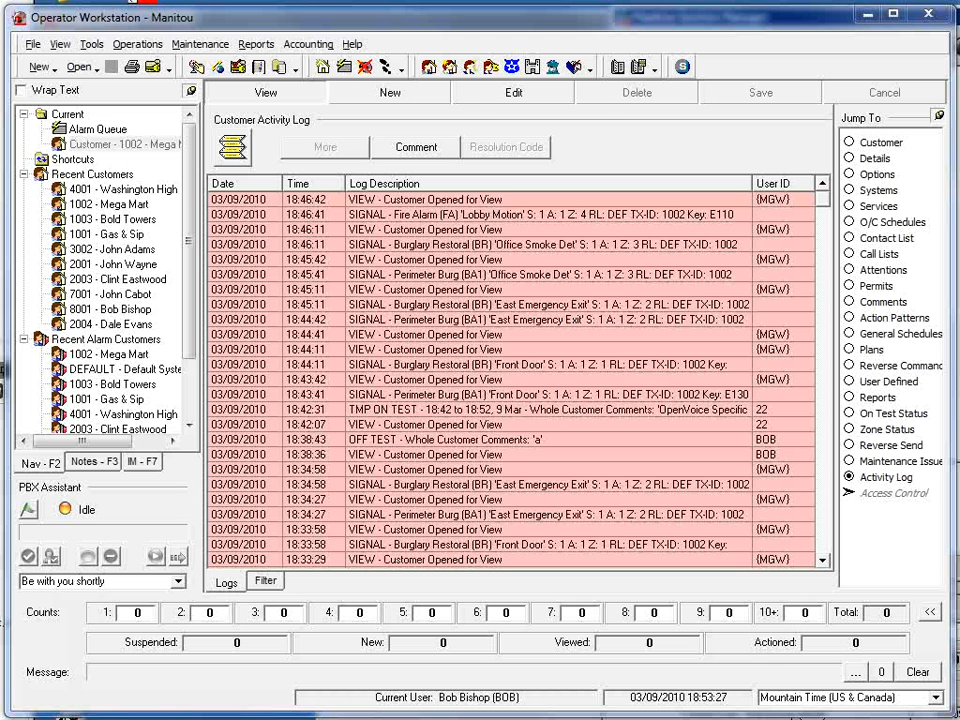 Operator Workstation - Manitou
File View Tools Operations Maintenance Reports Accounting Help
New Open
Wrap Text
Current
Alarm Queue
Customer - 1002 - Mega M
Shortcuts
Recent Customers
4001 - Washington High
1002 - Mega Mart
1003 - Bold Towers
1001 - Gas & Sip
3002 - John Adams
2001 - John Wayne
2003 - Clint Eastwood
7001 - John Cabot
8001 - Bob Bishop
2004 - Dale Evans
Recent Alarm Customers
1002 - Mega Mart
DEFAULT - Default Syste
1003 - Bold Towers
1001 - Gas & Sip
4001 - Washington High
2003 - Clint Eastwood
Nav - F2 Notes - F3 IM - F7
PBX Assistant
Idle
Be with you shortly
View New Edit Delete Save Cancel
Customer Activity Log
More Comment Resolution Code
Date Time Log Description User ID
03/09/2010 18:46:42 VIEW - Customer Opened for View {MGW}
03/09/2010 18:46:41 SIGNAL - Fire Alarm (FA) 'Lobby Motion' S: 1 A: 1 Z: 4 RL: DEF TX-ID: 1002 Key: E110
03/09/2010 18:46:11 VIEW - Customer Opened for View {MGW}
03/09/2010 18:46:11 SIGNAL - Burglary Restoral (BR) 'Office Smoke Det' S: 1 A: 1 Z: 3 RL: DEF TX-ID: 1002
03/09/2010 18:45:42 VIEW - Customer Opened for View {MGW}
03/09/2010 18:45:41 SIGNAL - Perimeter Burg (BA1) 'Office Smoke Det' S: 1 A: 1 Z: 3 RL: DEF TX-ID: 1002
03/09/2010 18:45:11 VIEW - Customer Opened for View {MGW}
03/09/2010 18:45:11 SIGNAL - Burglary Restoral (BR) 'East Emergency Exit' S: 1 A: 1 Z: 2 RL: DEF TX-ID: 1002
03/09/2010 18:44:42 SIGNAL - Perimeter Burg (BA1) 'East Emergency Exit' S: 1 A: 1 Z: 2 RL: DEF TX-ID: 1002
03/09/2010 18:44:41 VIEW - Customer Opened for View {MGW}
03/09/2010 18:44:11 VIEW - Customer Opened for View {MGW}
03/09/2010 18:44:11 SIGNAL - Burglary Restoral (BR) 'Front Door' S: 1 A: 1 Z: 1 RL: DEF TX-ID: 1002 Key:
03/09/2010 18:43:42 VIEW - Customer Opened for View {MGW}
03/09/2010 18:43:41 SIGNAL - Perimeter Burg (BA1) 'Front Door' S: 1 A: 1 Z: 1 RL: DEF TX-ID: 1002 Key: E130
03/09/2010 18:42:31 TMP ON TEST - 18:42 to 18:52, 9 Mar - Whole Customer Comments: 'OpenVoice Specific 22
03/09/2010 18:42:07 VIEW - Customer Opened for View 22
03/09/2010 18:38:43 OFF TEST - Whole Customer Comments: 'a' BOB
03/09/2010 18:38:36 VIEW - Customer Opened for View BOB
03/09/2010 18:34:58 VIEW - Customer Opened for View {MGW}
03/09/2010 18:34:58 SIGNAL - Burglary Restoral (BR) 'East Emergency Exit' S: 1 A: 1 Z: 2 RL: DEF TX-ID: 1002
03/09/2010 18:34:27 VIEW - Customer Opened for View {MGW}
03/09/2010 18:34:27 SIGNAL - Perimeter Burg (BA1) 'East Emergency Exit' S: 1 A: 1 Z: 2 RL: DEF TX-ID: 1002
03/09/2010 18:33:58 VIEW - Customer Opened for View {MGW}
03/09/2010 18:33:58 SIGNAL - Burglary Restoral (BR) 'Front Door' S: 1 A: 1 Z: 1 RL: DEF TX-ID: 1002 Key:
03/09/2010 18:33:29 VIEW - Customer Opened for View {MGW}
Logs Filter
Jump To
Customer
Details
Options
Systems
Services
O/C Schedules
Contact List
Call Lists
Attentions
Permits
Comments
Action Patterns
General Schedules
Plans
Reverse Commanc
User Defined
Reports
On Test Status
Zone Status
Reverse Send
Maintenance Issue
Activity Log
Access Control
Counts: 1: 0 2: 0 3: 0 4: 0 5: 0 6: 0 7: 0 8: 0 9: 0 10+: 0 Total: 0 <<
Suspended: 0 New: 0 Viewed: 0 Actioned: 0
Message: ... 0 Clear
Current User: Bob Bishop (BOB) 03/09/2010 18:53:27 Mountain Time (US & Canada)